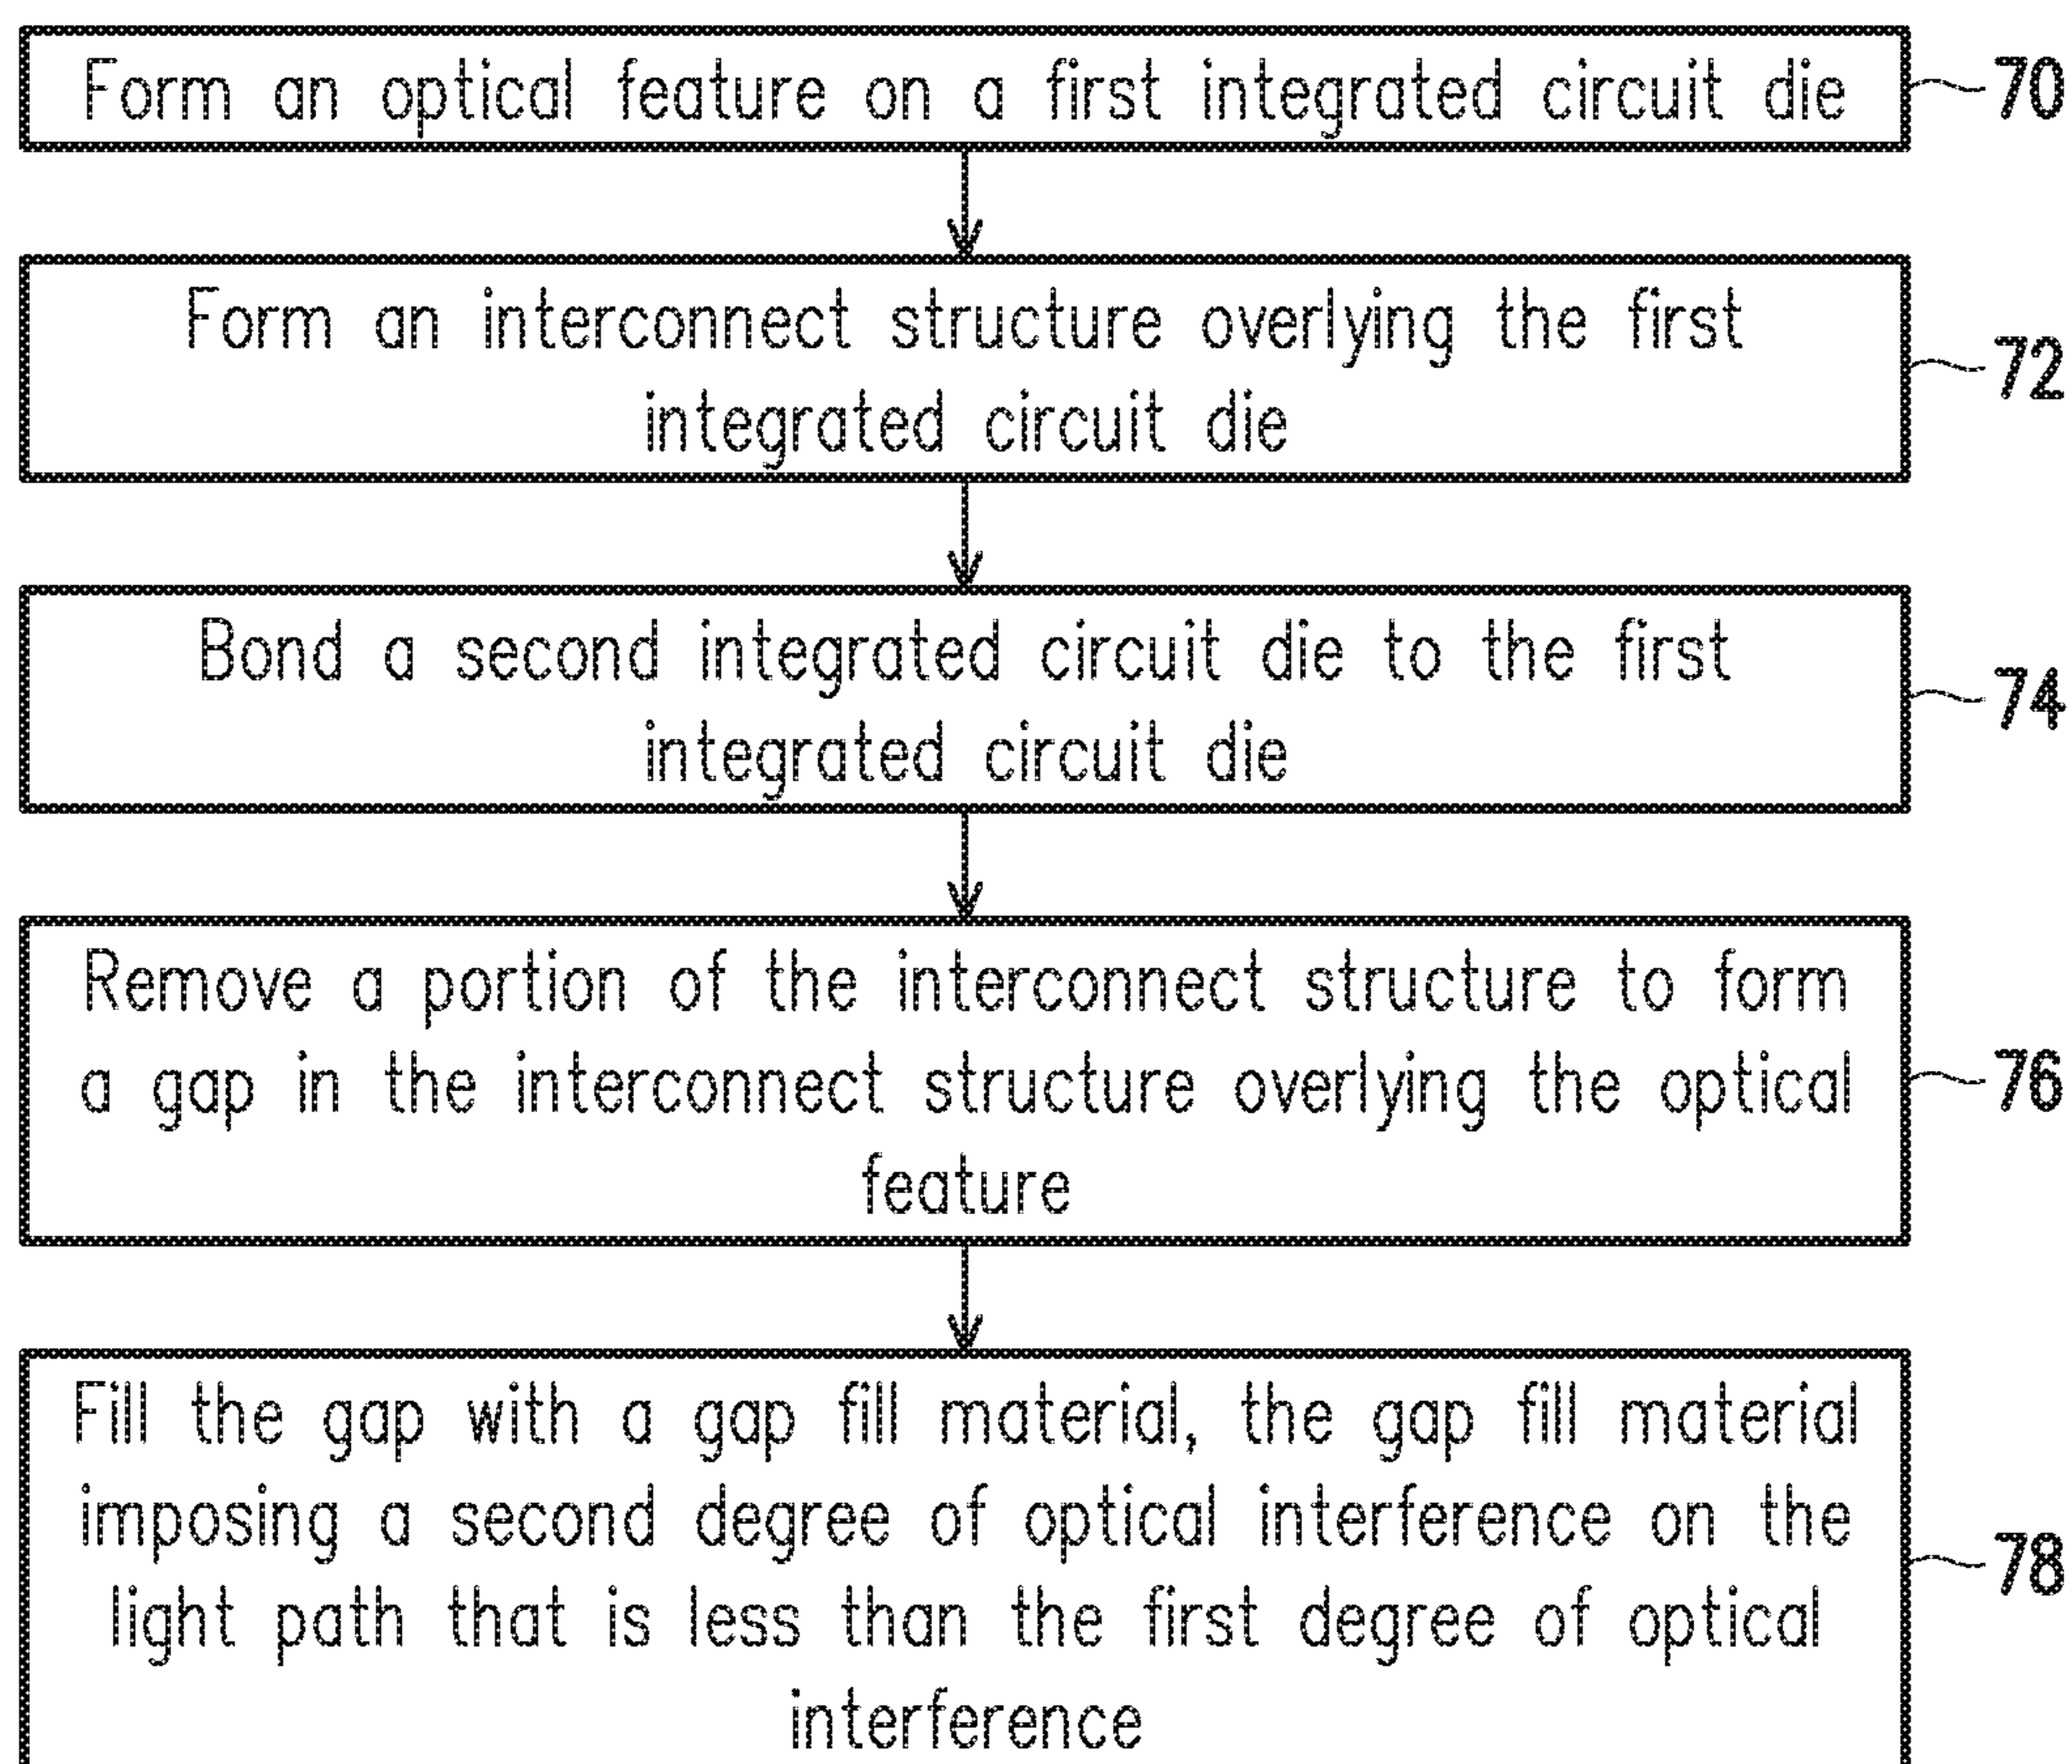 Form an optical feature on a first integrated circuit die
70
Form an interconnect structure overlying the first
integrated circuit die
72
Bond a second integrated circuit die to the first
integrated circuit die
74
Remove a portion of the interconnect structure to form
a gap in the interconnect structure overlying the optical
feature
76
Fill the gap with a gap fill material, the gap fill material
imposing a second degree of optical interference on the
light path that is less than the first degree of optical
interference
78